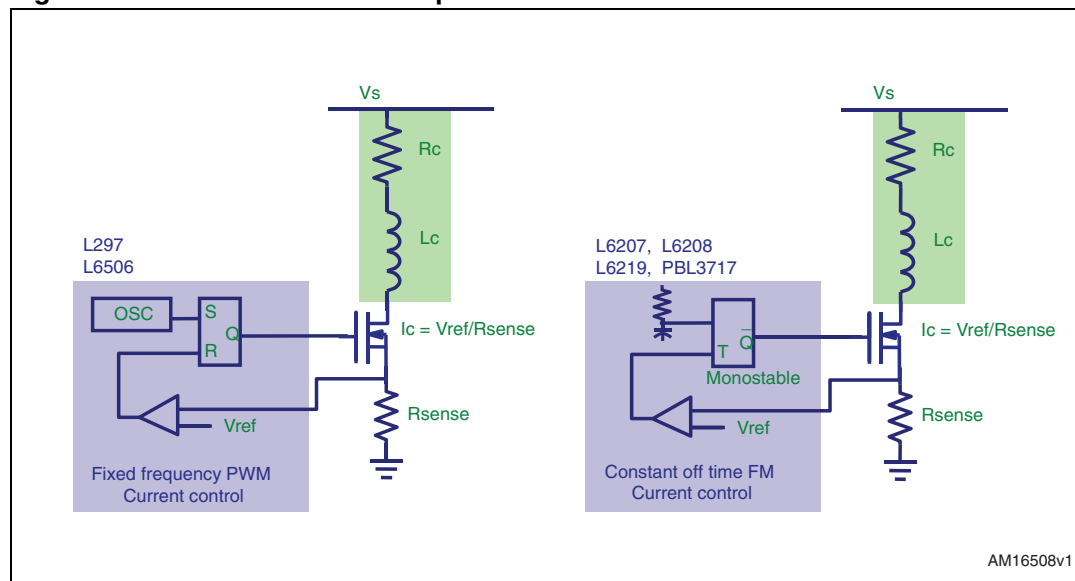 Vs
Rc
Lc
L297
L6506
OSC
S
Q
R
Ic = Vref/Rsense
Vref
Rsense
Fixed frequency PWM
Current control
Vs
Rc
Lc
L6207, L6208
L6219, PBL3717
Q
T
Monostable
Ic = Vref/Rsense
Vref
Rsense
Constant off time FM
Current control
AM16508v1